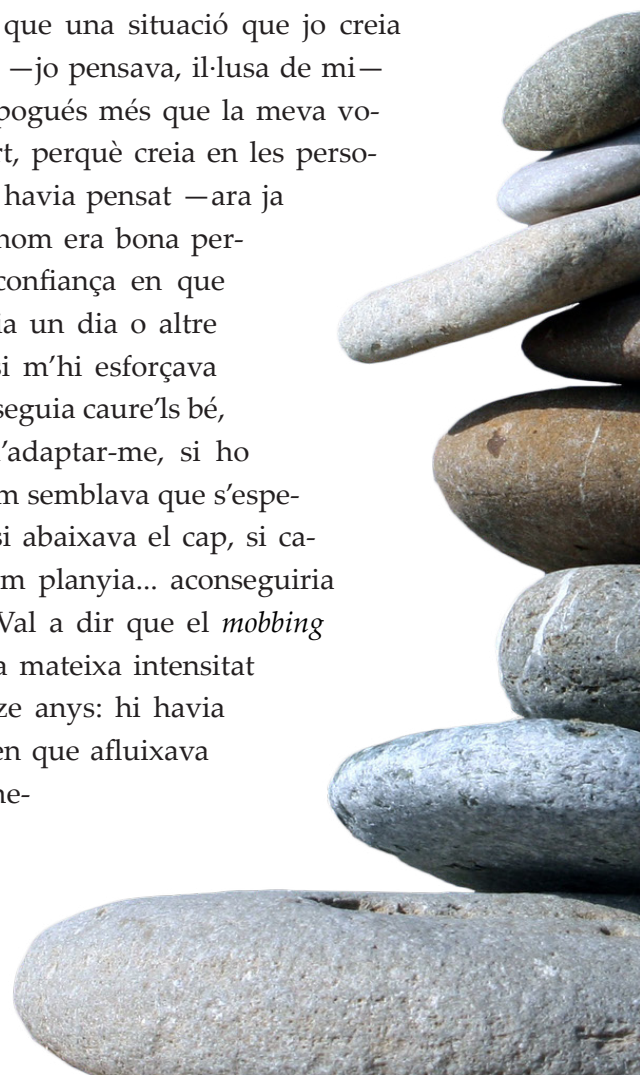 que una situació que jo creia
—jo pensava, il·lusa de mi—
pogués més que la meva vo-
rt, perquè creia en les perso-
havia pensat —ara ja
hom era bona per-
confiança en que
ia un dia o altre
si m’hi esforçava
seguia caure’ls bé,
’adaptar-me, si ho
m semblava que s’espe-
si abaixava el cap, si ca-
m planyia... aconseguiria
Val a dir que el mobbing
a mateixa intensitat
ze anys: hi havia
en que afluixava
ne-